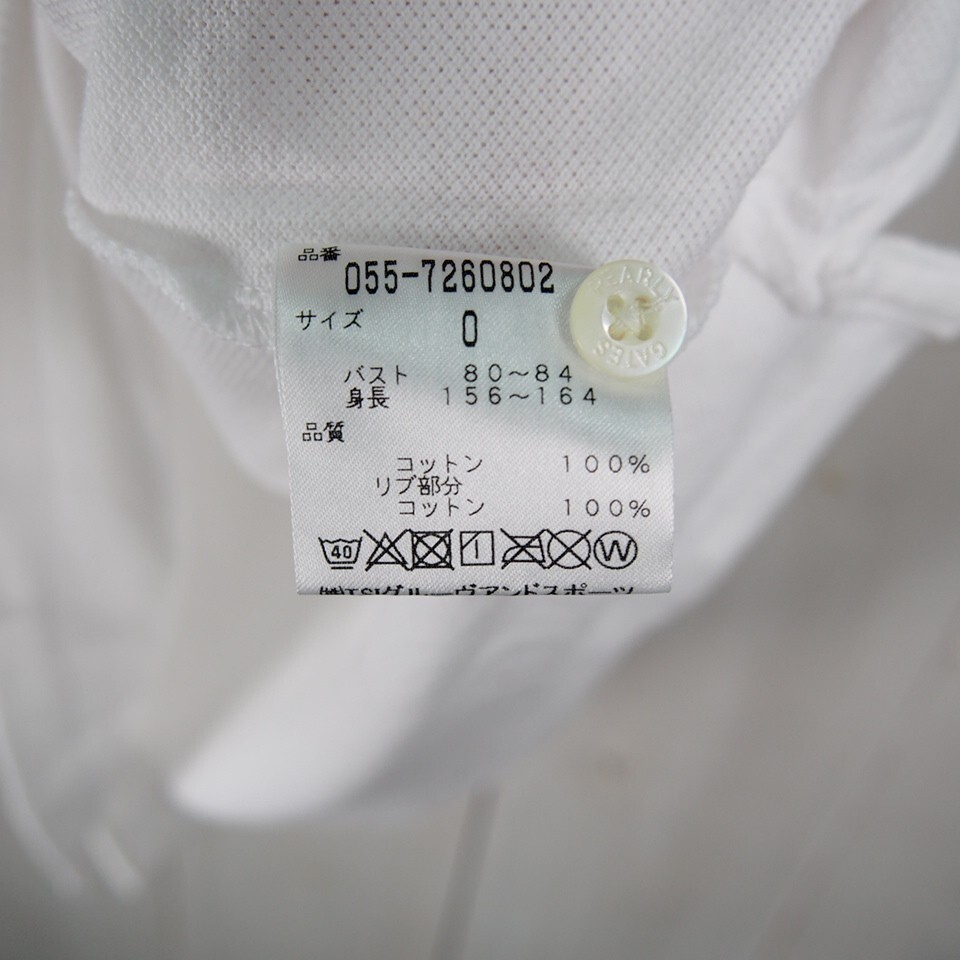 品番
055-7260802
PEARLY GATES
サイズ 0
バスト 80～84
身長 156～164
品質
コットン 100%
リブ部分
コットン 100%
40 W
㈱TSIグルーヴアンドスポーツ